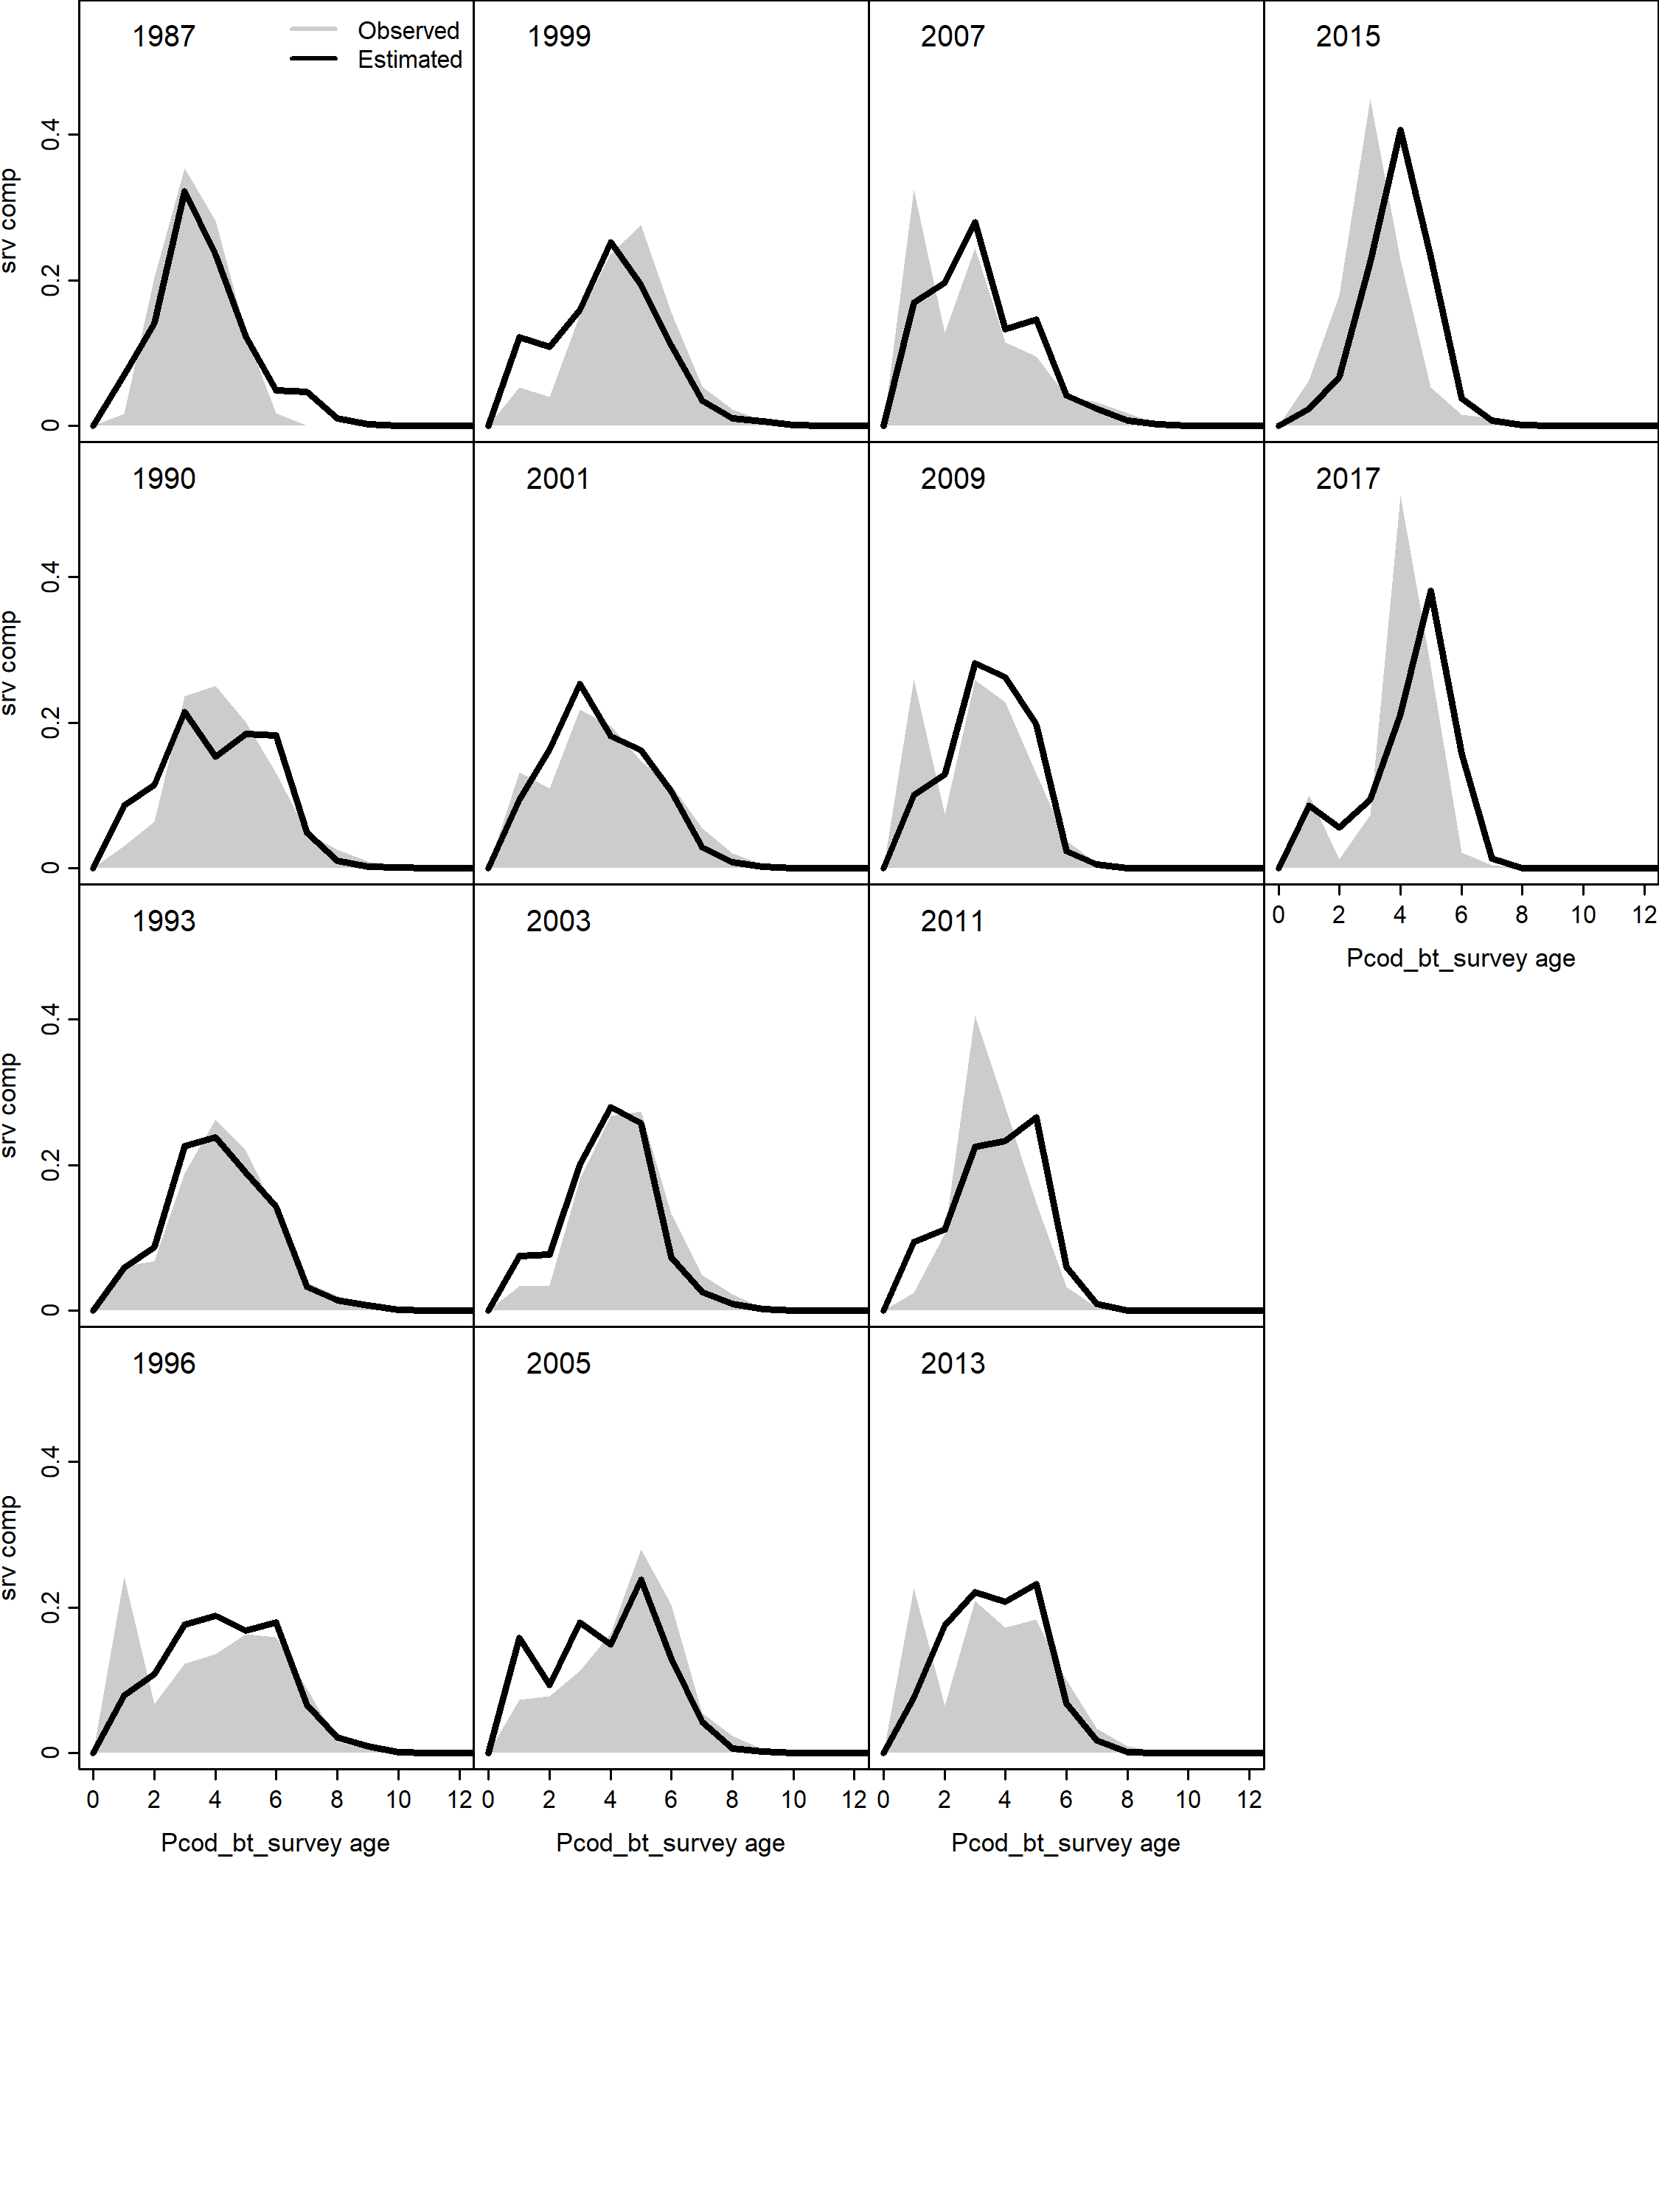 1987
Observed
Estimated
1999
2007
2015
srv comp
0.4
0.2
0
1990
2001
2009
2017
srv comp
0.4
0.2
0
0 2 4 6 8 10 12
Pcod_bt_survey age
1993
2003
2011
srv comp
0.4
0.2
0
1996
2005
2013
srv comp
0.4
0.2
0
0 2 4 6 8 10 12 0 2 4 6 8 10 12 0 2 4 6 8 10 12
Pcod_bt_survey age Pcod_bt_survey age Pcod_bt_survey age